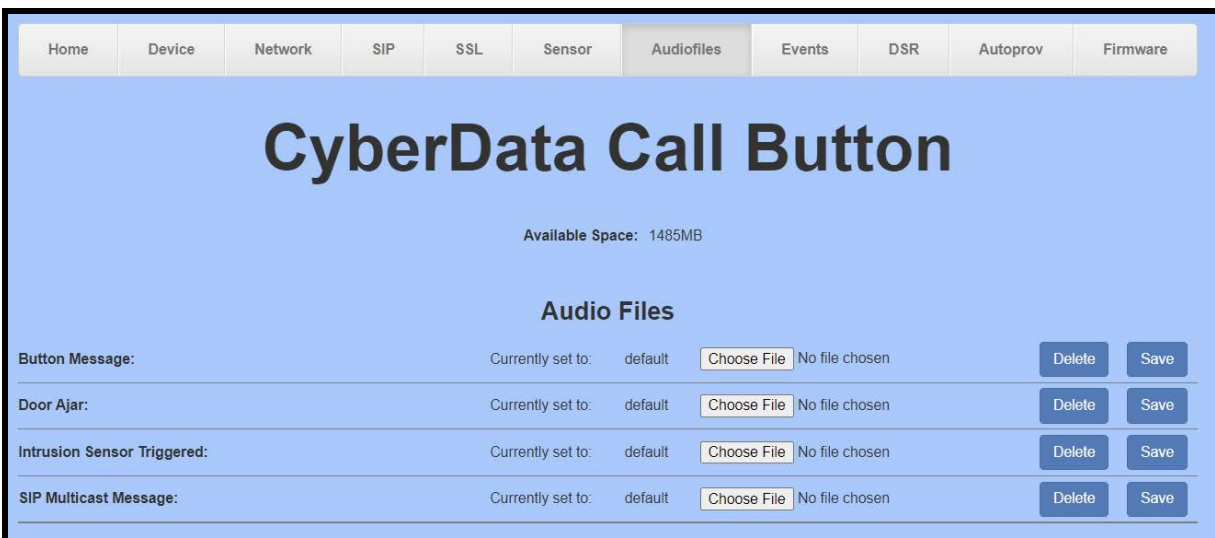 Home Device Network SIP SSL Sensor Audiofiles Events DSR Autoprov Firmware
CyberData Call Button
Available Space: 1485MB
Audio Files
Button Message: Currently set to: default Choose File No file chosen Delete Save
Door Ajar: Currently set to: default Choose File No file chosen Delete Save
Intrusion Sensor Triggered: Currently set to: default Choose File No file chosen Delete Save
SIP Multicast Message: Currently set to: default Choose File No file chosen Delete Save